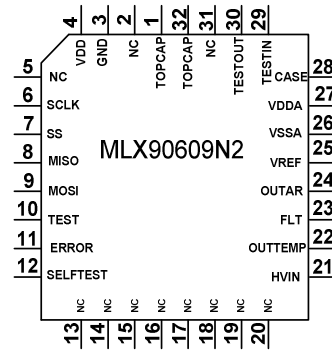 4 3 2 1 32 31 30 29
VDD GND NC TOPCAP TOPCAP NC TESTOUT TESTIN
5 NC CASE 28
6 SCLK VDDA 27
7 SS VSSA 26
8 MISO MLX90609N2 VREF 25
9 MOSI OUTAR 24
10 TEST FLT 23
11 ERROR OUTTEMP 22
12 SELFTEST HVIN 21
NC NC NC NC NC NC NC NC
13 14 15 16 17 18 19 20